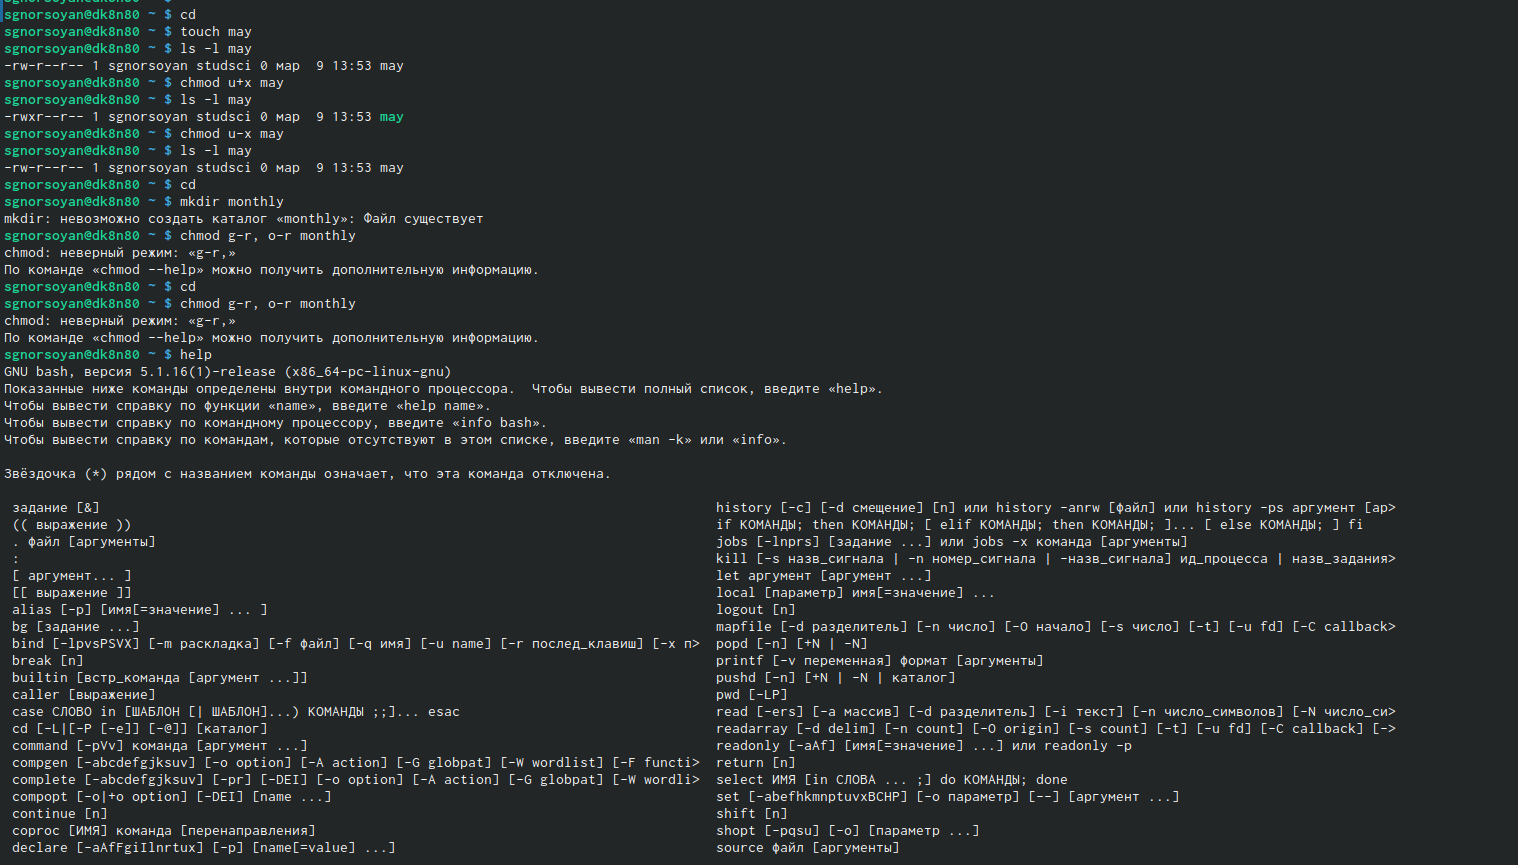 sgnorsoyan@dk8n80 ~ $ cd
sgnorsoyan@dk8n80 ~ $ touch may
sgnorsoyan@dk8n80 ~ $ ls -l may
-rw-r--r-- 1 sgnorsoyan studsci 0 мар  9 13:53 may
sgnorsoyan@dk8n80 ~ $ chmod u+x may
sgnorsoyan@dk8n80 ~ $ ls -l may
-rwxr--r-- 1 sgnorsoyan studsci 0 мар  9 13:53 may
sgnorsoyan@dk8n80 ~ $ chmod u-x may
sgnorsoyan@dk8n80 ~ $ ls -l may
-rw-r--r-- 1 sgnorsoyan studsci 0 мар  9 13:53 may
sgnorsoyan@dk8n80 ~ $ cd
sgnorsoyan@dk8n80 ~ $ mkdir monthly
mkdir: невозможно создать каталог «monthly»: Файл существует
sgnorsoyan@dk8n80 ~ $ chmod g-r, o-r monthly
chmod: неверный режим: «g-r,»
По команде «chmod --help» можно получить дополнительную информацию.
sgnorsoyan@dk8n80 ~ $ cd
sgnorsoyan@dk8n80 ~ $ chmod g-r, o-r monthly
chmod: неверный режим: «g-r,»
По команде «chmod --help» можно получить дополнительную информацию.
sgnorsoyan@dk8n80 ~ $ help
GNU bash, версия 5.1.16(1)-release (x86_64-pc-linux-gnu)
Показанные ниже команды определены внутри командного процессора.  Чтобы вывести полный список, введите «help».
Чтобы вывести справку по функции «name», введите «help name».
Чтобы вывести справку по командному процессору, введите «info bash».
Чтобы вывести справку по командам, которые отсутствуют в этом списке, введите «man -k» или «info».
Звёздочка (*) рядом с названием команды означает, что эта команда отключена.
задание [&]
(( выражение ))
. файл [аргументы]
:
[ аргумент... ]
[[ выражение ]]
alias [-p] [имя[=значение] ... ]
bg [задание ...]
bind [-lpvsPSVX] [-m раскладка] [-f файл] [-q имя] [-u name] [-r послед_клавиш] [-x п>
break [n]
builtin [встр_команда [аргумент ...]]
caller [выражение]
case СЛОВО in [ШАБЛОН [| ШАБЛОН]...) КОМАНДЫ ;;]... esac
cd [-L|[-P [-e]] [-@]] [каталог]
command [-pVv] команда [аргумент ...]
compgen [-abcdefgjksuv] [-o option] [-A action] [-G globpat] [-W wordlist] [-F functi>
complete [-abcdefgjksuv] [-pr] [-DEI] [-o option] [-A action] [-G globpat] [-W wordli>
compopt [-o|+o option] [-DEI] [name ...]
continue [n]
coproc [ИМЯ] команда [перенаправления]
declare [-aAfFgiIlnrtux] [-p] [name[=value] ...]
history [-c] [-d смещение] [n] или history -anrw [файл] или history -ps аргумент [ар>
if КОМАНДЫ; then КОМАНДЫ; [ elif КОМАНДЫ; then КОМАНДЫ; ]... [ else КОМАНДЫ; ] fi
jobs [-lnprs] [задание ...] или jobs -x команда [аргументы]
kill [-s назв_сигнала | -n номер_сигнала | -назв_сигнала] ид_процесса | назв_задания>
let аргумент [аргумент ...]
local [параметр] имя[=значение] ...
logout [n]
mapfile [-d разделитель] [-n число] [-O начало] [-s число] [-t] [-u fd] [-C callback>
popd [-n] [+N | -N]
printf [-v переменная] формат [аргументы]
pushd [-n] [+N | -N | каталог]
pwd [-LP]
read [-ers] [-a массив] [-d разделитель] [-i текст] [-n число_символов] [-N число_си>
readarray [-d delim] [-n count] [-O origin] [-s count] [-t] [-u fd] [-C callback] [->
readonly [-aAf] [имя[=значение] ...] или readonly -p
return [n]
select ИМЯ [in СЛОВА ... ;] do КОМАНДЫ; done
set [-abefhkmnptuvxBCHP] [-o параметр] [--] [аргумент ...]
shift [n]
shopt [-pqsu] [-o] [параметр ...]
source файл [аргументы]